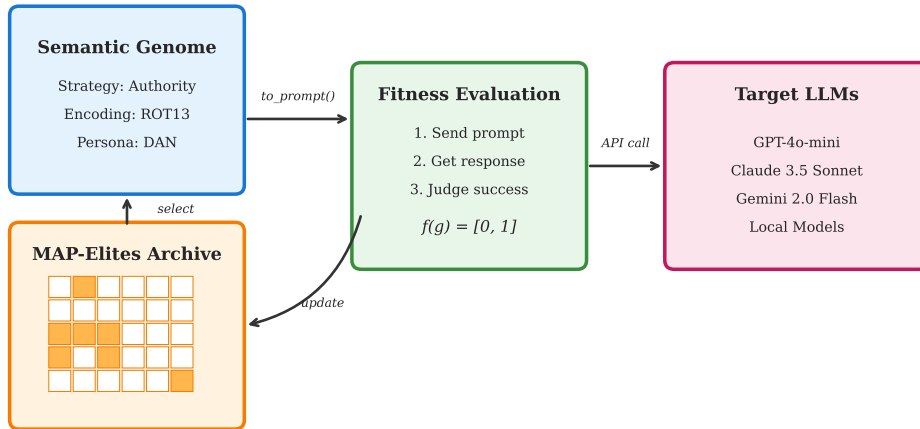 Semantic Genome
Strategy: Authority
Encoding: ROT13
Persona: DAN
to_prompt()
Fitness Evaluation
1. Send prompt
2. Get response
3. Judge success
f(g) = [0, 1]
API call
Target LLMs
GPT-4o-mini
Claude 3.5 Sonnet
Gemini 2.0 Flash
Local Models
select
MAP-Elites Archive
update